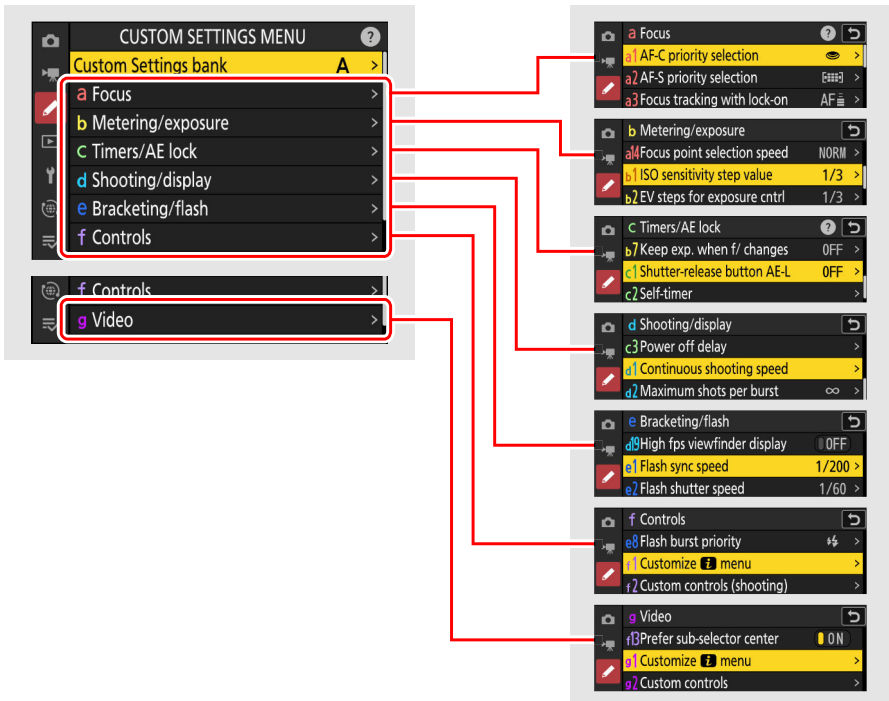 CUSTOM SETTINGS MENU ?
Custom Settings bank A >
a Focus >
b Metering/exposure >
c Timers/AE lock >
d Shooting/display >
e Bracketing/flash >
f Controls >
f Controls >
g Video >
a Focus ?
a1 AF-C priority selection >
a2 AF-S priority selection >
a3 Focus tracking with lock-on AF >
b Metering/exposure
a14 Focus point selection speed NORM >
b1 ISO sensitivity step value 1/3 >
b2 EV steps for exposure cntrl 1/3 >
c Timers/AE lock ?
b7 Keep exp. when f/ changes OFF >
c1 Shutter-release button AE-L OFF >
c2 Self-timer >
d Shooting/display
c3 Power off delay >
d1 Continuous shooting speed >
d2 Maximum shots per burst ∞ >
e Bracketing/flash
d19 High fps viewfinder display OFF
e1 Flash sync speed 1/200 >
e2 Flash shutter speed 1/60 >
f Controls
e8 Flash burst priority >
f1 Customize i menu >
f2 Custom controls (shooting) >
g Video
f13 Prefer sub-selector center ON
g1 Customize i menu >
g2 Custom controls >